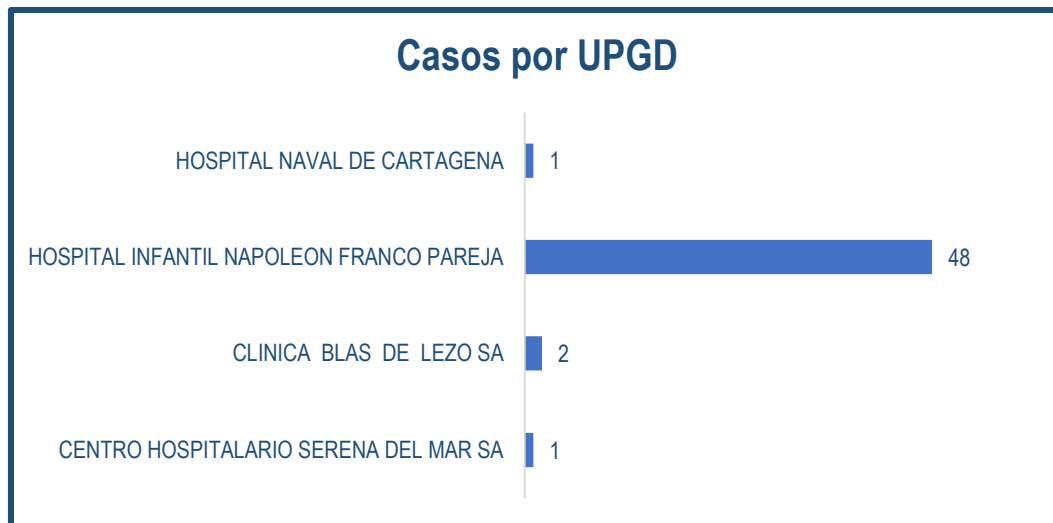 Casos por UPGD
HOSPITAL NAVAL DE CARTAGENA 1
HOSPITAL INFANTIL NAPOLEON FRANCO PAREJA 48
CLINICA BLAS DE LEZO SA 2
CENTRO HOSPITALARIO SERENA DEL MAR SA 1